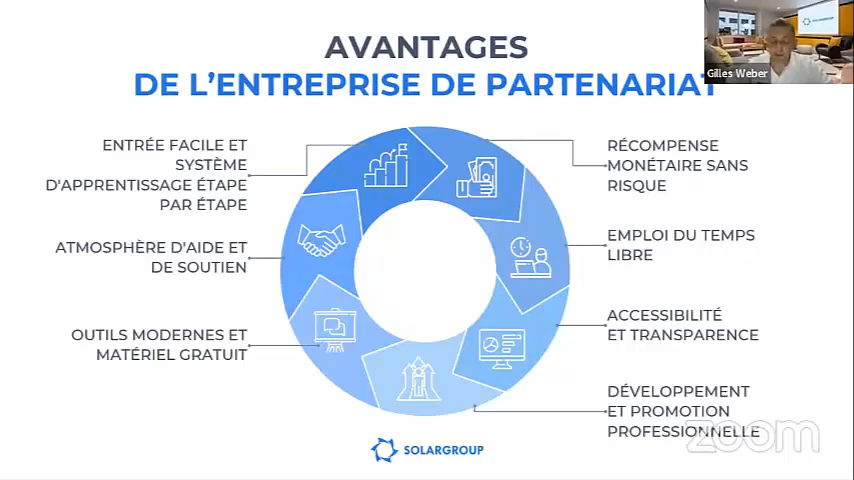 AVANTAGES
DE L'ENTREPRISE DE PARTENARIAT
Gilles Weber
SOLARGROUP
ENTRÉE FACILE ET
SYSTÈME
D'APPRENTISSAGE ÉTAPE
PAR ÉTAPE
ATMOSPHÈRE D'AIDE ET
DE SOUTIEN
OUTILS MODERNES ET
MATÉRIEL GRATUIT
RÉCOMPENSE
MONÉTAIRE SANS
RISQUE
EMPLOI DU TEMPS
LIBRE
ACCESSIBILITÉ
ET TRANSPARENCE
DÉVELOPPEMENT
ET PROMOTION
PROFESSIONNELLE
zoom
SOLARGROUP